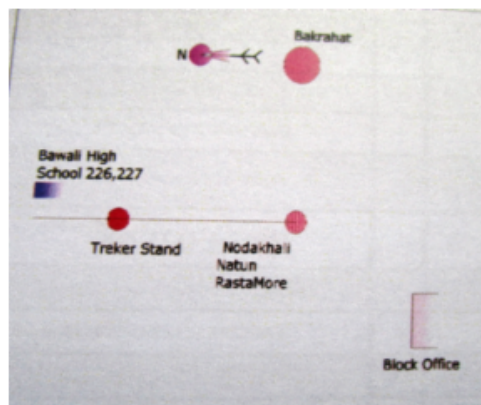 Bakrahat
N
Bawali High
School 226,227
Treker Stand
Nodakhali
Natun
RastaMore
Block Office